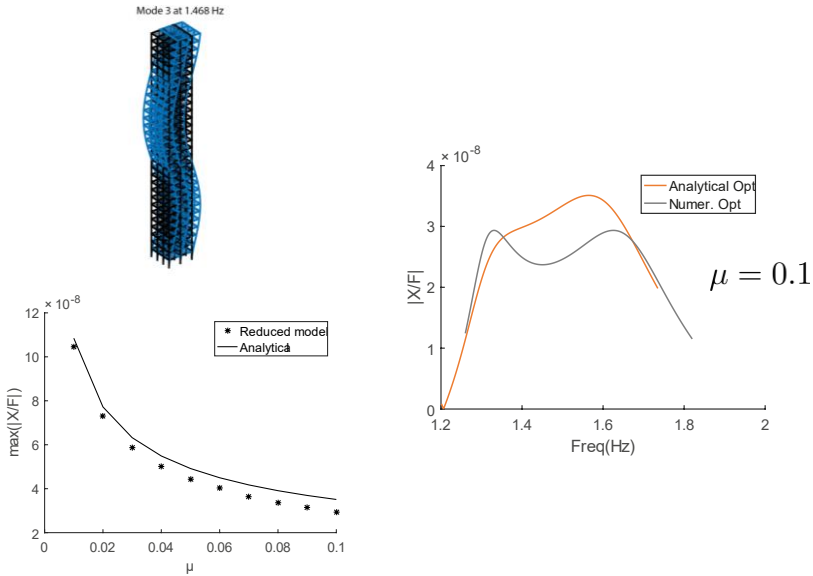 Mode 3 at 1.468 Hz
× 10⁻⁸
12
10
8
6
4
2
max(|X/F|)
Reduced model
Analytical
0
0.02
0.04
0.06
0.08
0.1
μ
× 10⁻⁸
4
3
2
1
0
|X/F|
Analytical Opt
Numer. Opt
1.2
1.4
1.6
1.8
2
Freq(Hz)
μ = 0.1